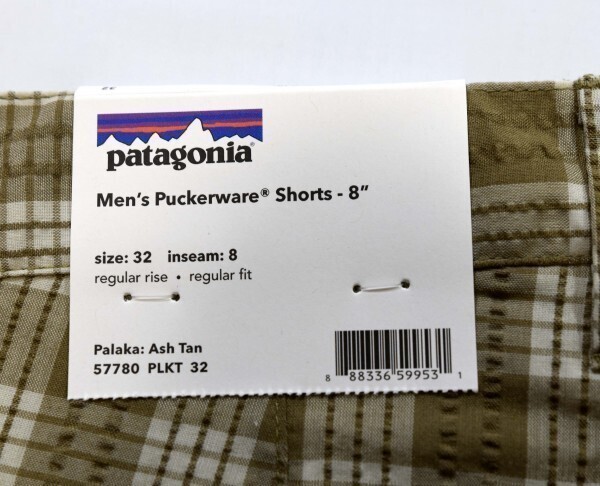 patagonia®
Men's Puckerware® Shorts - 8"
size: 32 inseam: 8
regular rise • regular fit
Palaka: Ash Tan
57780 PLKT 32
8 88336 59953 1